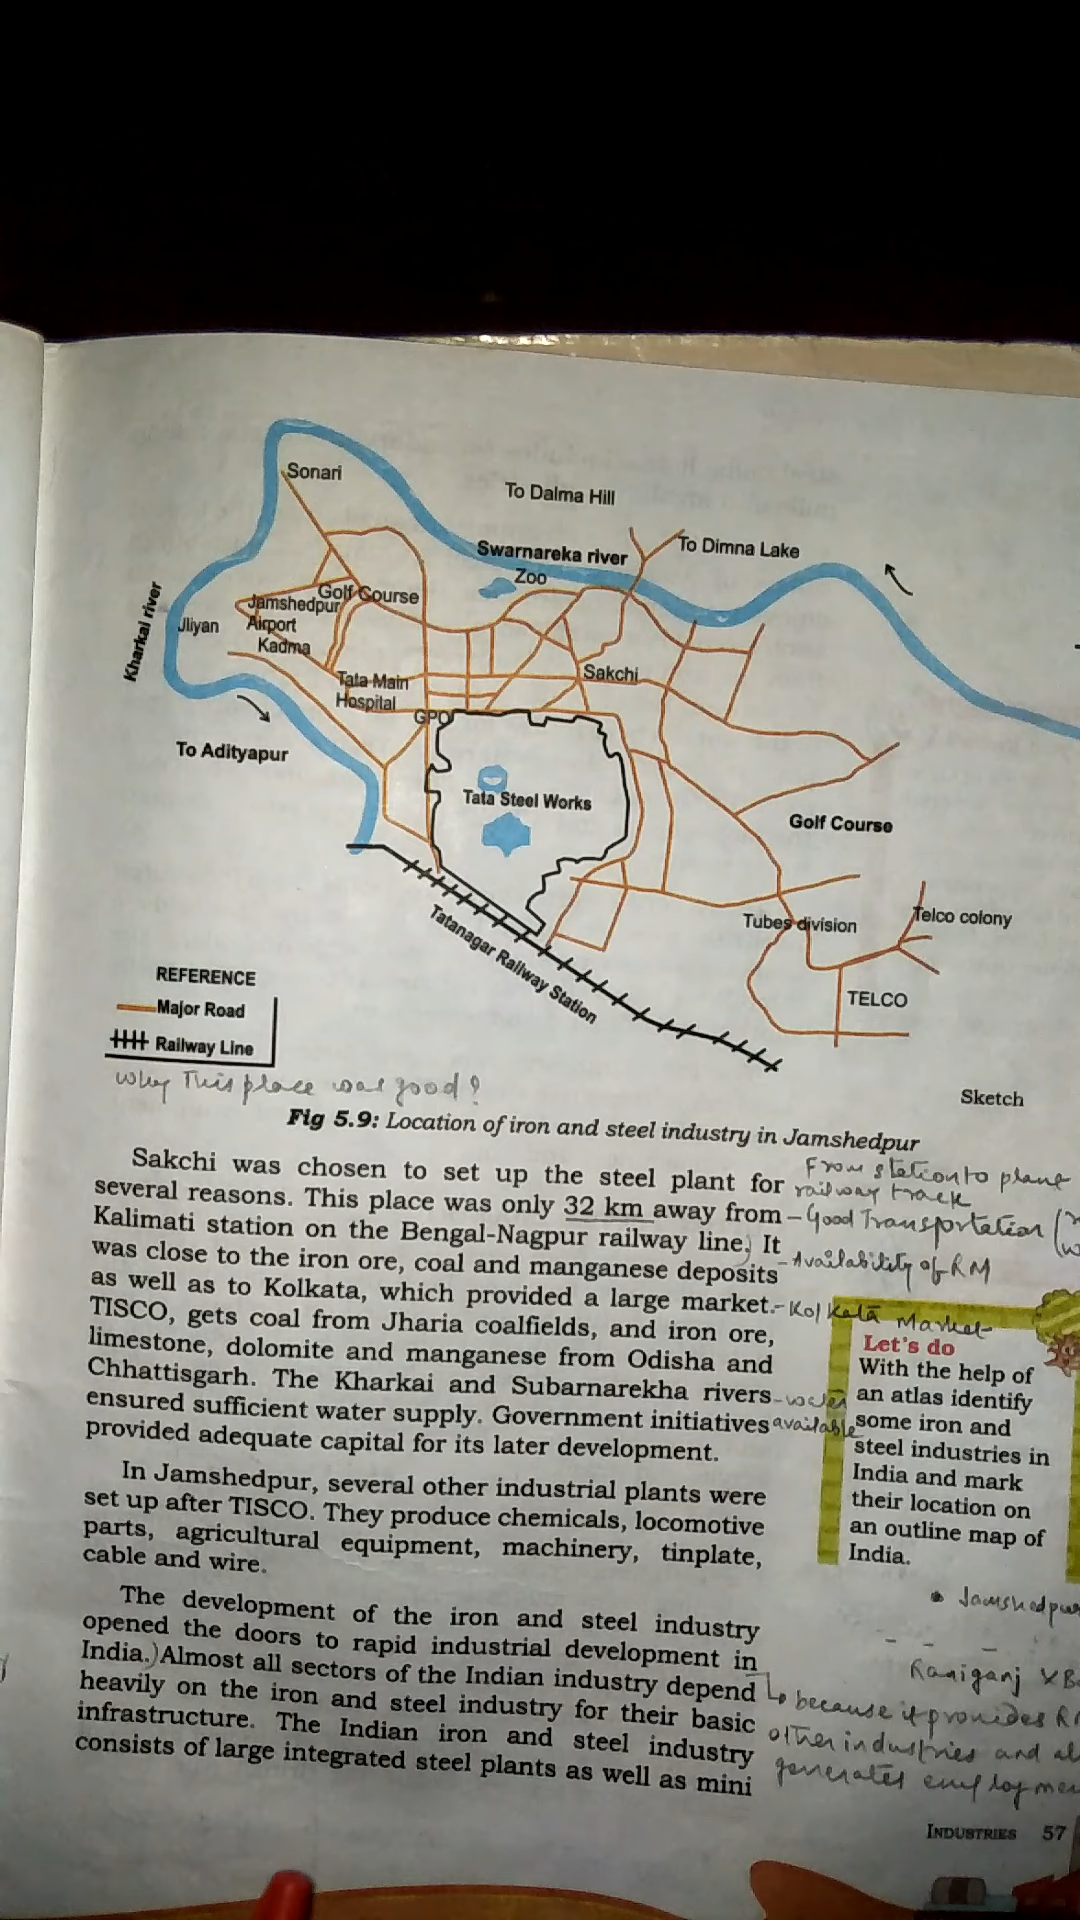 Sonari
To Dalma Hill
Swarnareka river
To Dimna Lake
Zoo
Golf Course
Jamshedpur
Airport
Jliyan
Kadma
Kharkai river
Sakchi
Tata Main
Hospital
GPO
To Adityapur
Tata Steel Works
Golf Course
Tubes division
Telco colony
Tatanagar Railway Station
TELCO
REFERENCE
Major Road
Railway Line
Why This place was good?
Sketch
Fig 5.9: Location of iron and steel industry in Jamshedpur
Sakchi was chosen to set up the steel plant for
several reasons. This place was only 32 km away from
Kalimati station on the Bengal-Nagpur railway line. It
was close to the iron ore, coal and manganese deposits
as well as to Kolkata, which provided a large market.
TISCO, gets coal from Jharia coalfields, and iron ore,
limestone, dolomite and manganese from Odisha and
Chhattisgarh. The Kharkai and Subarnarekha rivers
ensured sufficient water supply. Government initiatives
provided adequate capital for its later development.
In Jamshedpur, several other industrial plants were
set up after TISCO. They produce chemicals, locomotive
parts, agricultural equipment, machinery, tinplate,
cable and wire.
The development of the iron and steel industry
opened the doors to rapid industrial development in
India.) Almost all sectors of the Indian industry depend
heavily on the iron and steel industry for their basic
infrastructure. The Indian iron and steel industry
consists of large integrated steel plants as well as mini
From station to plant
railway track
- Good Transportation
- Availability of RM
- Kolkata Market
- water
available
Let's do
With the help of
an atlas identify
some iron and
steel industries in
India and mark
their location on
an outline map of
India.
Jamshedpur
Raniganj
because it provides
other industries and
generates
INDUSTRIES 57